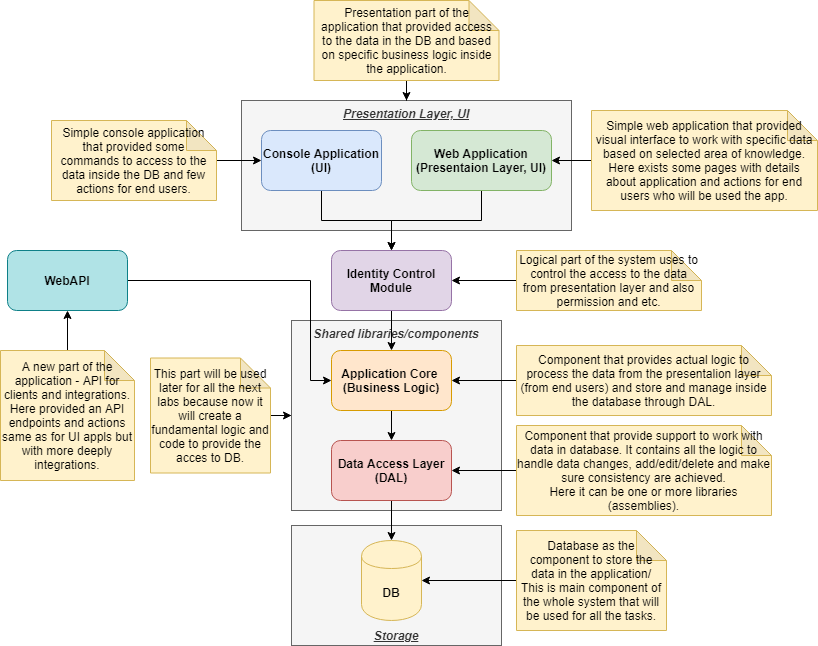 Presentation part of the
application that provided access
to the data in the DB and based
on specific business logic inside
the application.
Presentation Layer, UI
Simple console application
that provided some
commands to access to the
data inside the DB and few
actions for end users.
Console Application
(UI)
Web Application
(Presentaion Layer, UI)
Simple web application that provided
visual interface to work with specific data
based on selected area of knowledge.
Here exists some pages with details
about application and actions for end
users who will be used the app.
WebAPI
Identity Control
Module
Logical part of the system uses to
control the access to the data
from presentation layer and also
permission and etc.
Shared libraries/components
A new part of the
application - API for
clients and integrations.
Here provided an API
endpoints and actions
same as for UI appls but
with more deeply
integrations.
This part will be used
later for all the next
labs because now it
will create a
fundamental logic and
code to provide the
acces to DB.
Application Core
(Business Logic)
Component that provides actual logic to
process the data from the presentation layer
(from end users) and store and manage inside
the database through DAL.
Data Access Layer
(DAL)
Component that provide support to work with
data in database. It contains all the logic to
handle data changes, add/edit/delete and make
sure consistency are achieved.
Here it can be one or more libraries
(assemblies).
DB
Database as the
component to store the
data in the application/
This is main component of
the whole system that will
be used for all the tasks.
Storage